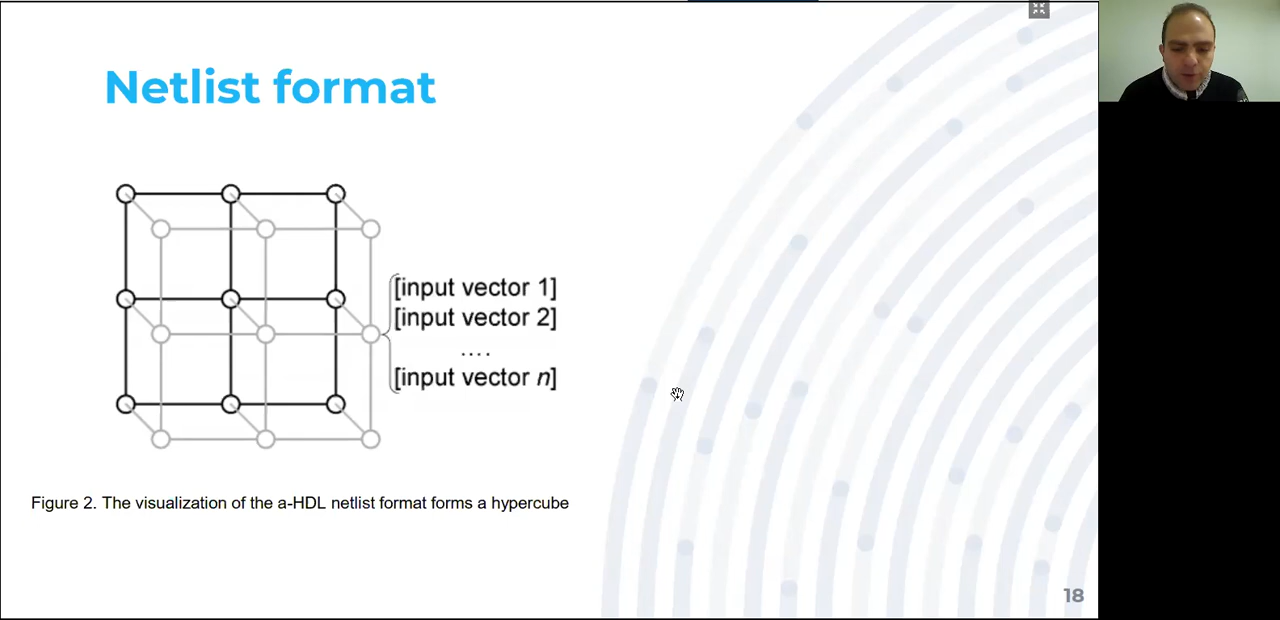 Netlist format
[input vector 1]
[input vector 2]
....
[input vector n]
Figure 2. The visualization of the a-HDL netlist format forms a hypercube
18